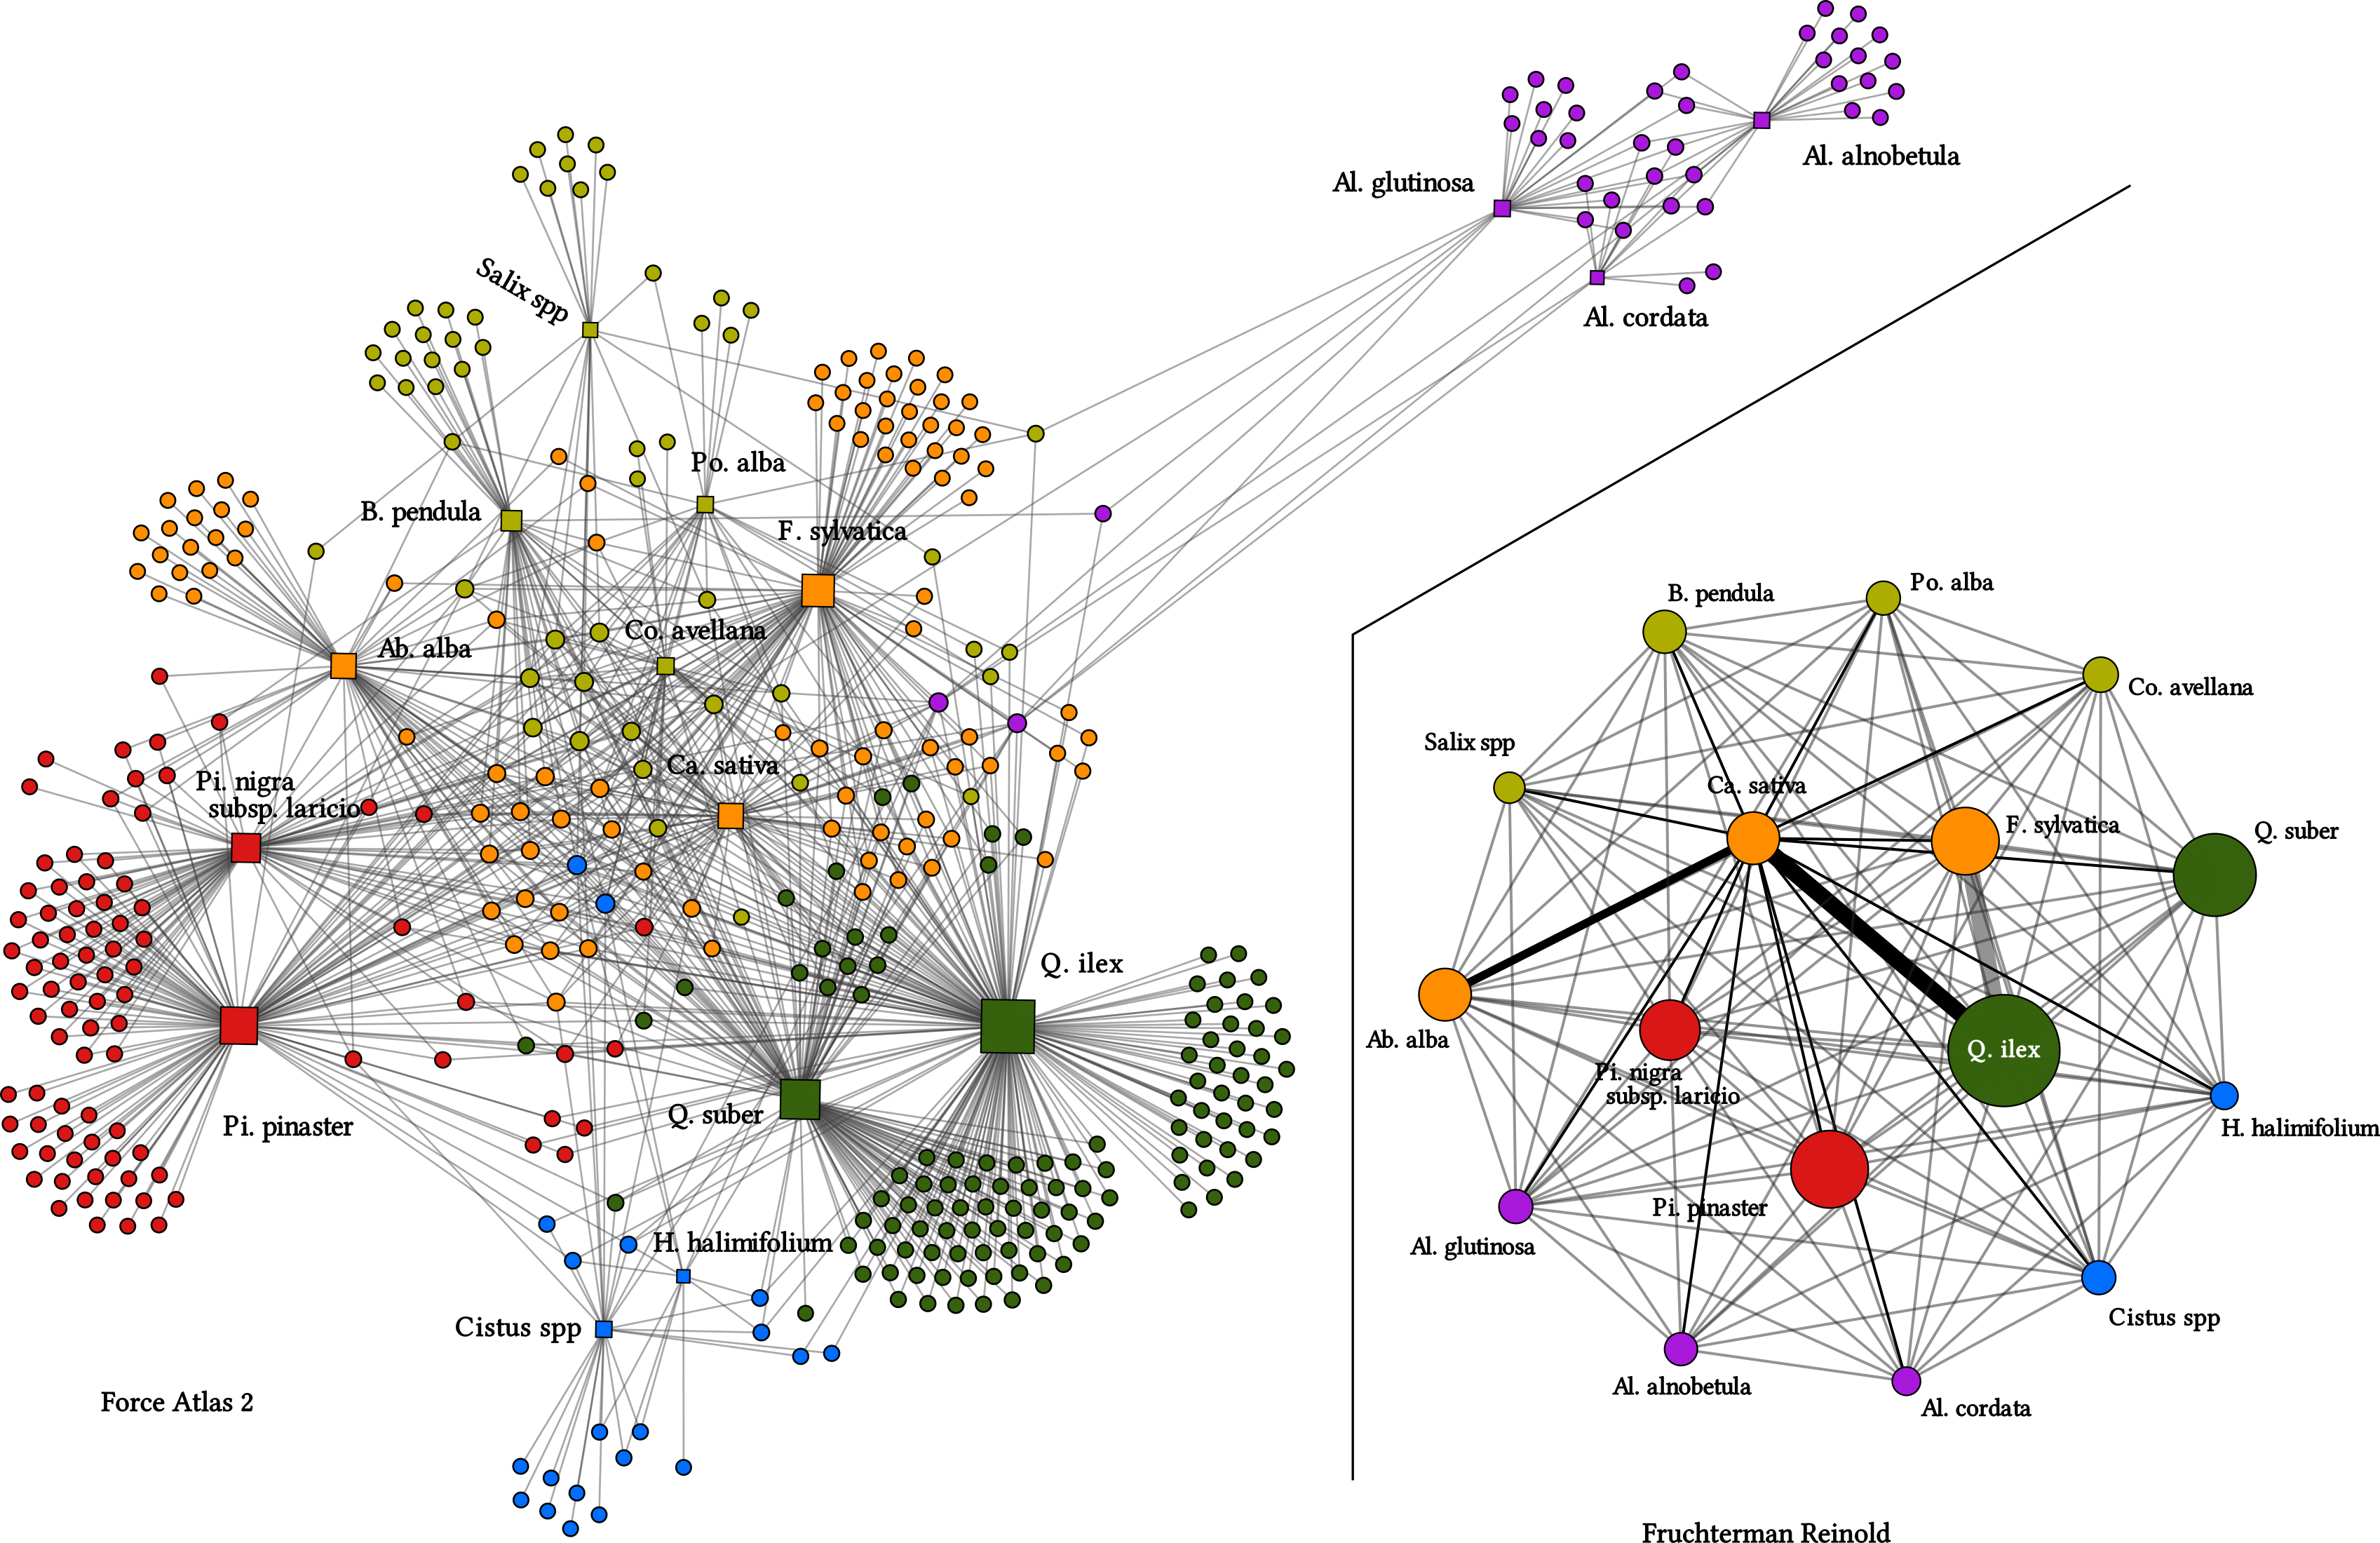 Al. alnobetula
Al. glutinosa
Al. cordata
Salix spp
Po. alba
B. pendula
F. sylvatica
Co. avellana
Ab. alba
Ca. sativa
Pi. nigra
subsp. laricio
Q. ilex
Q. suber
Pi. pinaster
H. halimifolium
Cistus spp
Force Atlas 2
B. pendula
Po. alba
Co. avellana
Salix spp
Ca. sativa
F. sylvatica
Q. suber
Ab. alba
Q. ilex
Pi. nigra
subsp. laricio
H. halimifolium
Pi. pinaster
Al. glutinosa
Cistus spp
Al. alnobetula
Al. cordata
Fruchterman Reinold